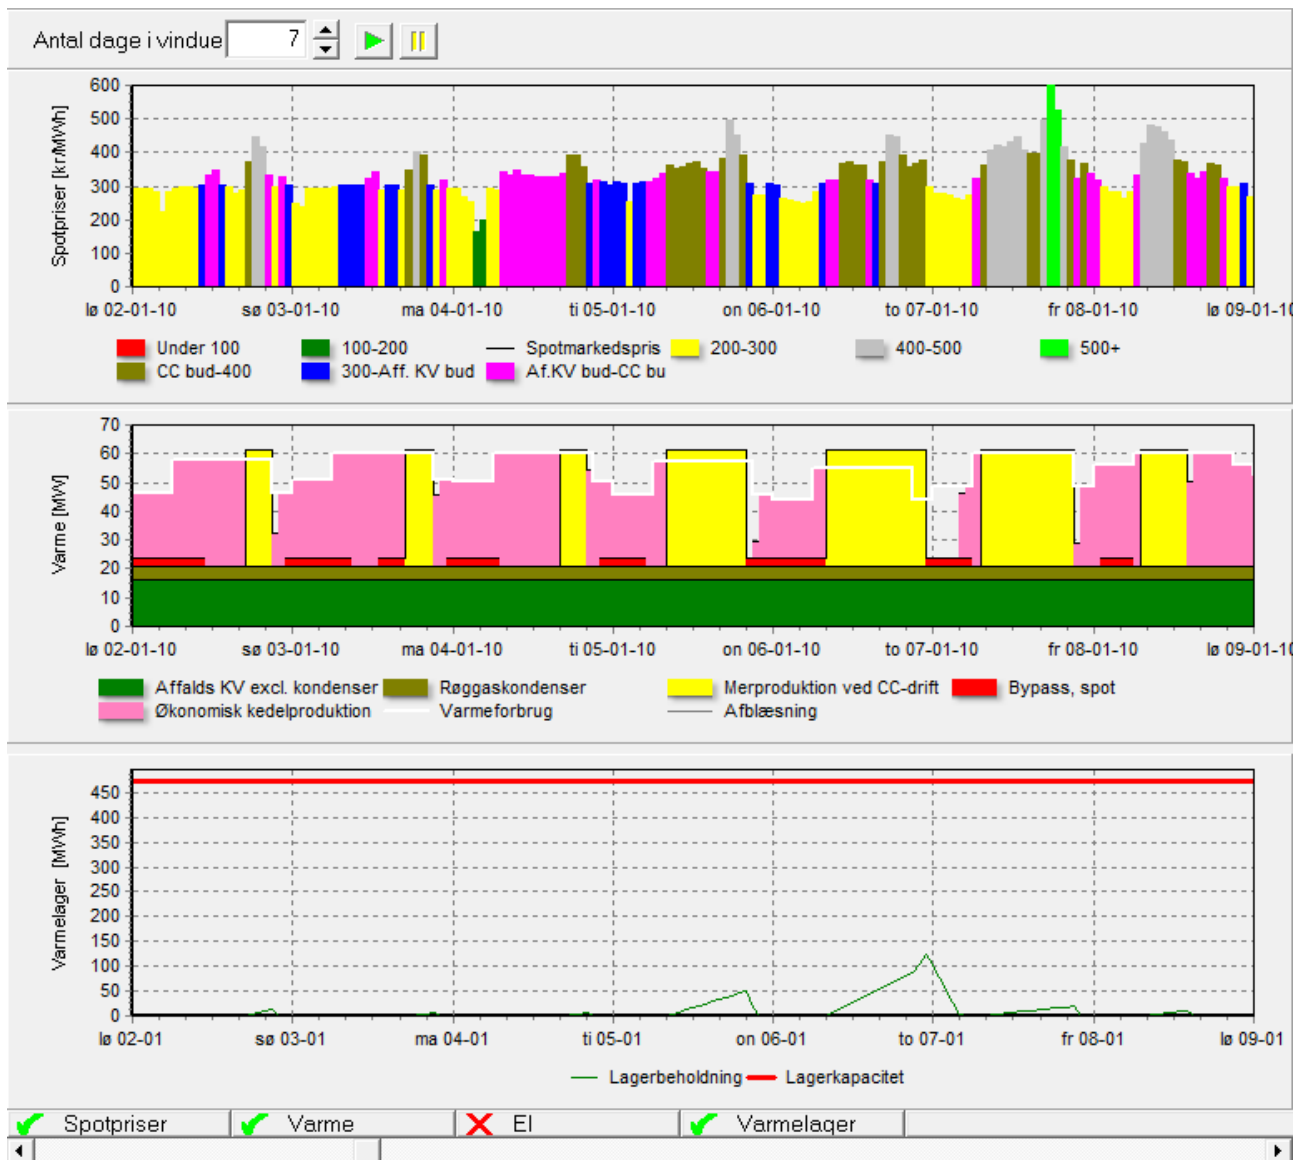 Antal dage i vindue 7
Spotpriser [kr/MWh]
600
500
400
300
200
100
0
lø 02-01-10 sø 03-01-10 ma 04-01-10 ti 05-01-10 on 06-01-10 to 07-01-10 fr 08-01-10 lø 09-01-10
Under 100 100-200 Spotmarkedspris 200-300 400-500 500+
CC bud-400 300-Aff. KV bud Af.KV bud-CC bu
Varme [MW]
70
60
50
40
30
20
10
0
lø 02-01-10 sø 03-01-10 ma 04-01-10 ti 05-01-10 on 06-01-10 to 07-01-10 fr 08-01-10 lø 09-01-10
Affalds KV excl. kondenser Røggaskondenser Merproduktion ved CC-drift Bypass, spot
Økonomisk kedelproduktion Varmeforbrug Afblæsning
Varmelager [MWh]
450
400
350
300
250
200
150
100
50
0
lø 02-01 sø 03-01 ma 04-01 ti 05-01 on 06-01 to 07-01 fr 08-01 lø 09-01
Lagerbeholdning Lagerkapacitet
Spotpriser Varme El Varmelager